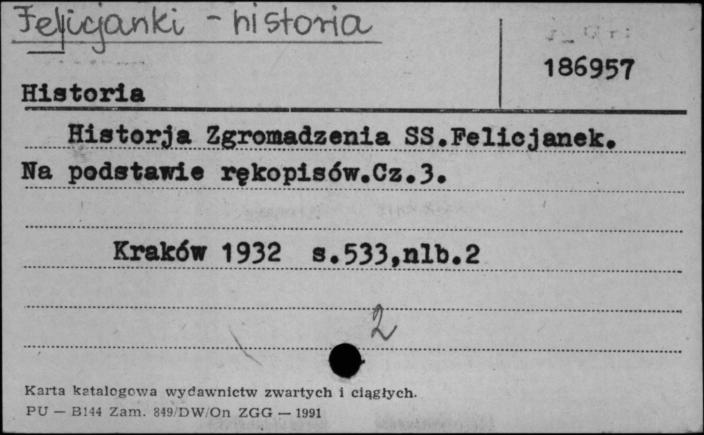 Felicjanki - historia
186957
Historia
Historja Zgromadzenia SS.Felicjanek.
Na podstawie rękopisów.Cz.3.
Kraków 1932 s.533,nlb.2
2
Karta katalogowa wydawnictw zwartych i ciągłych.
PU — B144 Zam. 849/DW/On ZGG — 1991